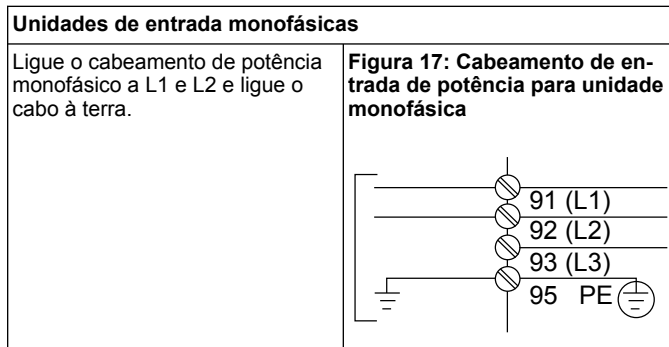 Unidades de entrada monofásicas
Ligue o cabeamento de potência
monofásico a L1 e L2 e ligue o
cabo à terra.
Figura 17: Cabeamento de en-
trada de potência para unidade
monofásica
91 (L1)
92 (L2)
93 (L3)
95 PE